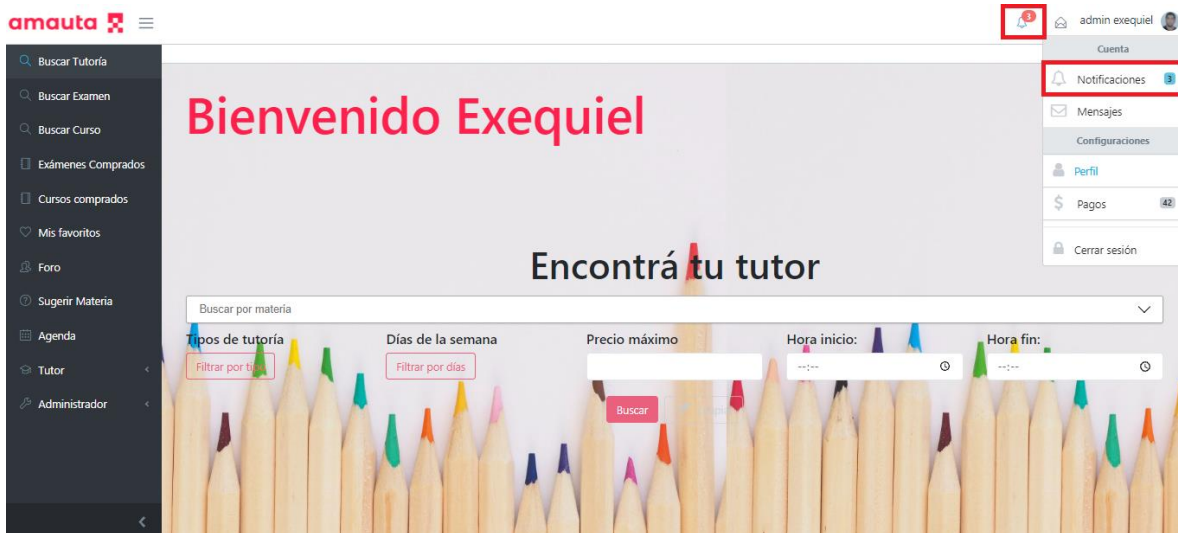 amauta
3
admin exequiel
Cuenta
Notificaciones 3
Mensajes
Configuraciones
Perfil
Pagos 42
Cerrar sesión
Buscar Tutoría
Buscar Examen
Buscar Curso
Exámenes Comprados
Cursos comprados
Mis favoritos
Foro
Sugerir Materia
Agenda
Tutor
Administrador
Bienvenido Exequiel
Encontrá tu tutor
Buscar por materia
Tipos de tutoría Días de la semana Precio máximo Hora inicio: Hora fin:
Filtrar por tipo Filtrar por días --:-- --:--
Buscar